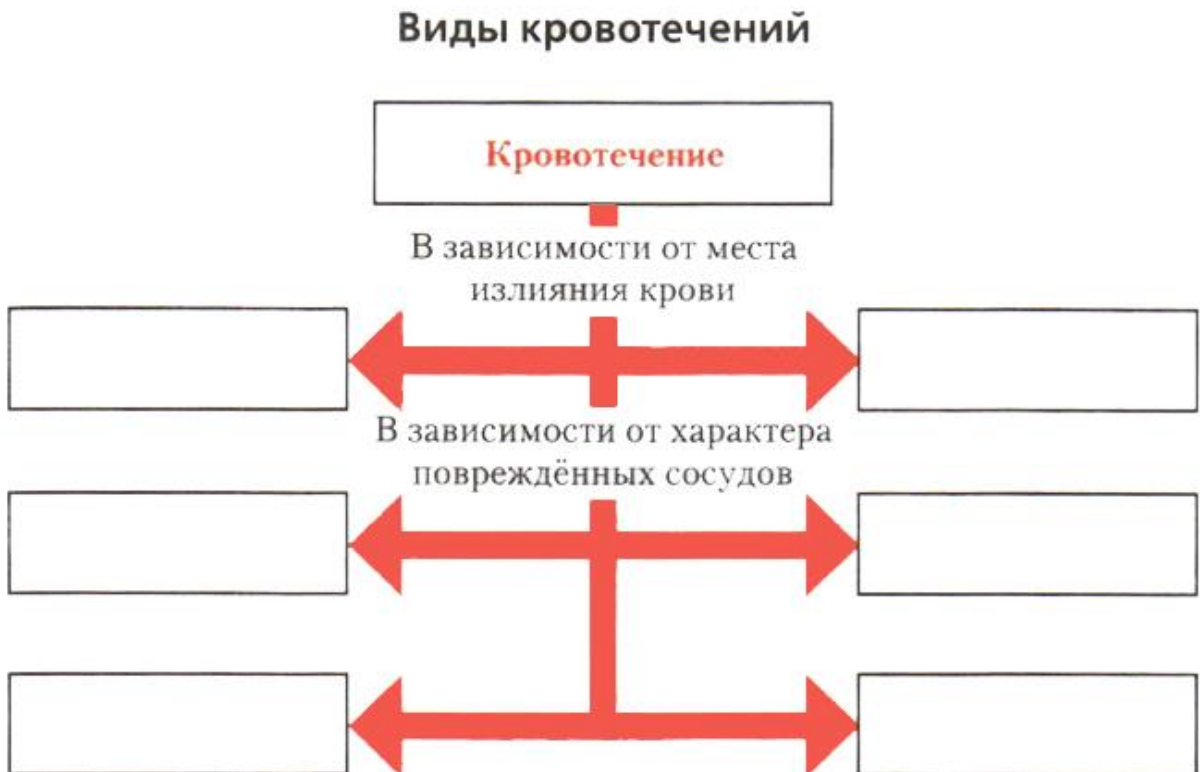 Виды кровотечений
Кровотечение
В зависимости от места
излияния крови
В зависимости от характера
повреждённых сосудов